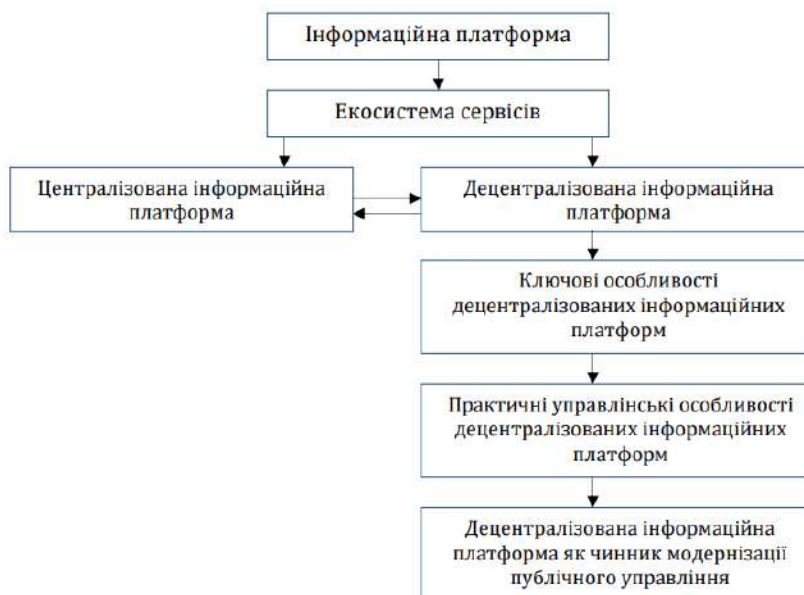 Інформаційна платформа
Екосистема сервісів
Централізована інформаційна
платформа
Децентралізована інформаційна
платформа
Ключові особливості
децентралізованих інформаційних
платформ
Практичні управлінські особливості
децентралізованих інформаційних
платформ
Децентралізована інформаційна
платформа як чинник модернізації
публічного управління